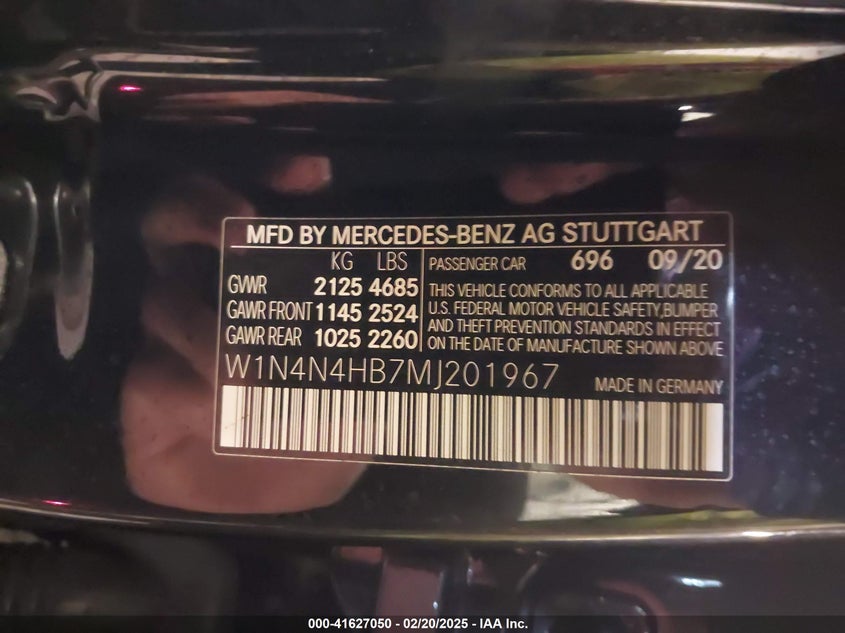 MFD BY MERCEDES-BENZ AG STUTTGART
KG LBS
GVWR 2125 4685
GAWR FRONT 1145 2524
GAWR REAR 1025 2260
PASSENGER CAR 696 09/20
THIS VEHICLE CONFORMS TO ALL APPLICABLE
U.S. FEDERAL MOTOR VEHICLE SAFETY,BUMPER
AND THEFT PREVENTION STANDARDS IN EFFECT
ON THE DATE OF MANUFACTURE SHOWN ABOVE
W1N4N4HB7MJ201967
MADE IN GERMANY
000-41627050 - 02/20/2025 - IAA Inc.